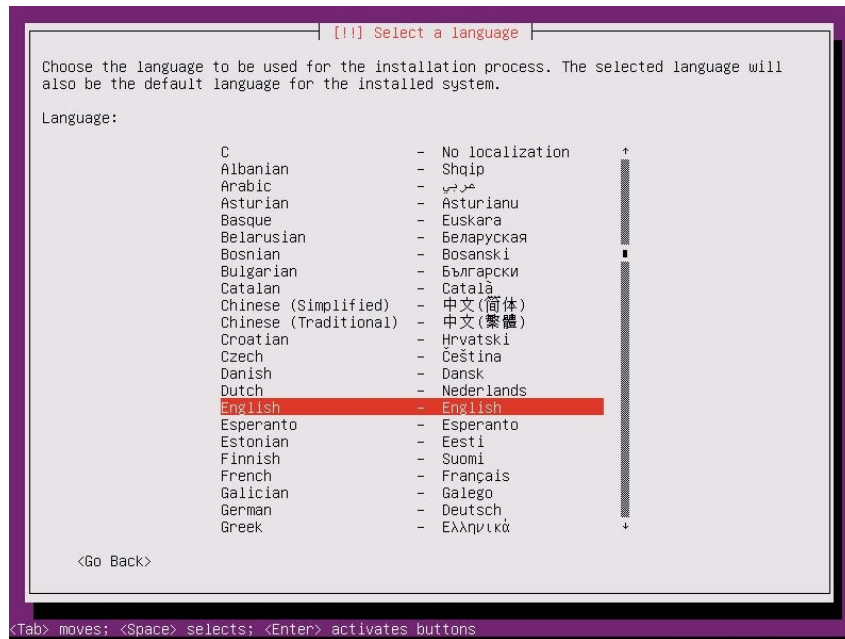 [!!] Select a language
Choose the language to be used for the installation process. The selected language will
also be the default language for the installed system.
Language:
C - No localization
Albanian - Shqip
Arabic - عربي
Asturian - Asturianu
Basque - Euskara
Belarusian - Беларуская
Bosnian - Bosanski
Bulgarian - Български
Catalan - Català
Chinese (Simplified) - 中文(简体)
Chinese (Traditional) - 中文(繁體)
Croatian - Hrvatski
Czech - Čeština
Danish - Dansk
Dutch - Nederlands
English - English
Esperanto - Esperanto
Estonian - Eesti
Finnish - Suomi
French - Français
Galician - Galego
German - Deutsch
Greek - Ελληνικά
<Go Back>
<Tab> moves; <Space> selects; <Enter> activates buttons